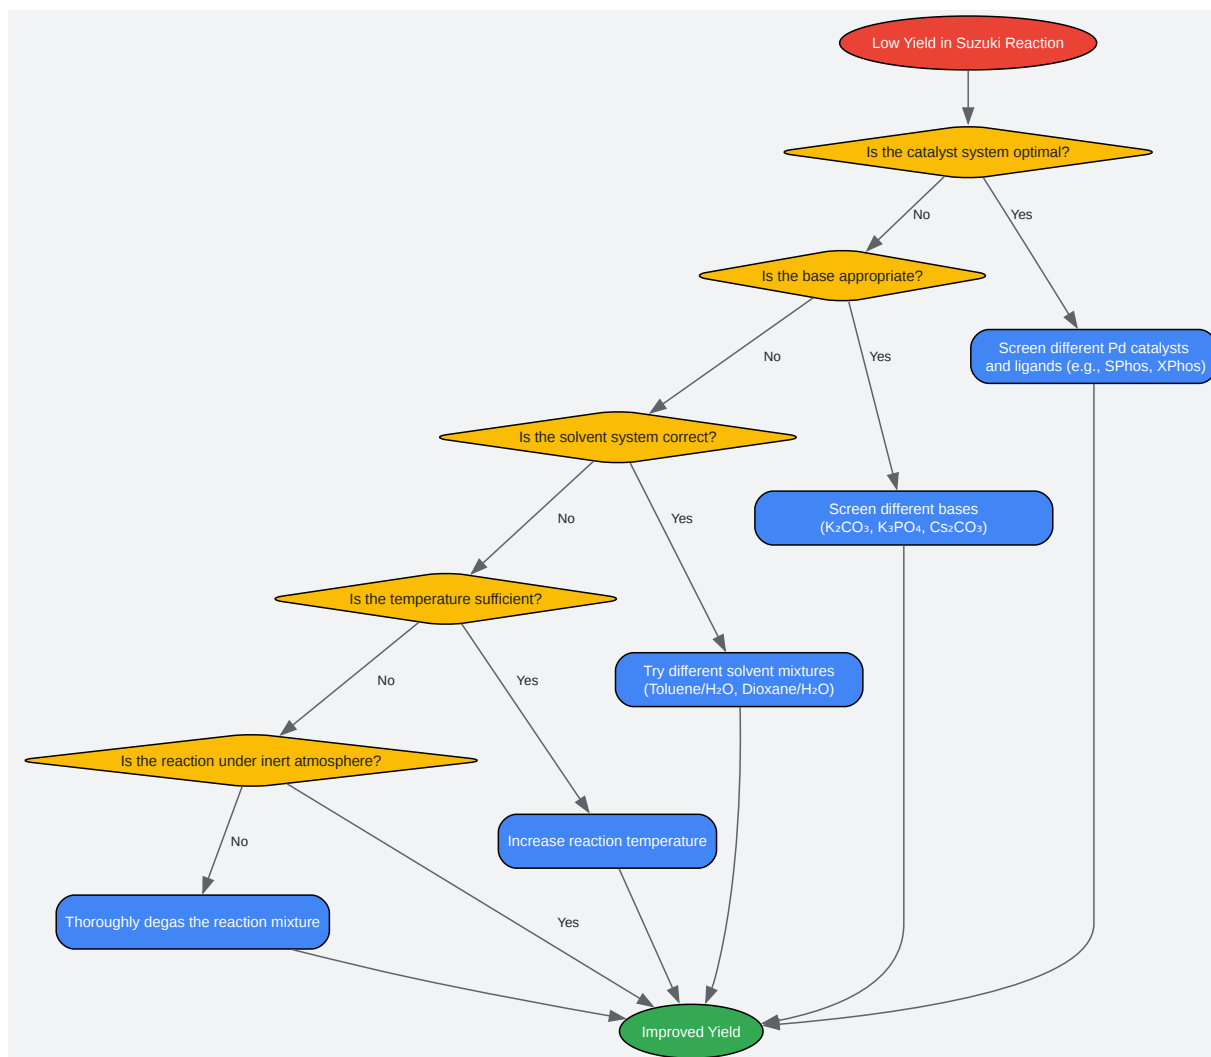 Low Yield in Suzuki Reaction
Is the catalyst system optimal?
No
Yes
Is the base appropriate?
Screen different Pd catalysts
and ligands (e.g., SPhos, XPhos)
No
Yes
Is the solvent system correct?
Screen different bases
(K₂CO₃, K₃PO₄, Cs₂CO₃)
No
Yes
Is the temperature sufficient?
Try different solvent mixtures
(Toluene/H₂O, Dioxane/H₂O)
No
Yes
Is the reaction under inert atmosphere?
Increase reaction temperature
No
Thoroughly degas the reaction mixture
Yes
Improved Yield